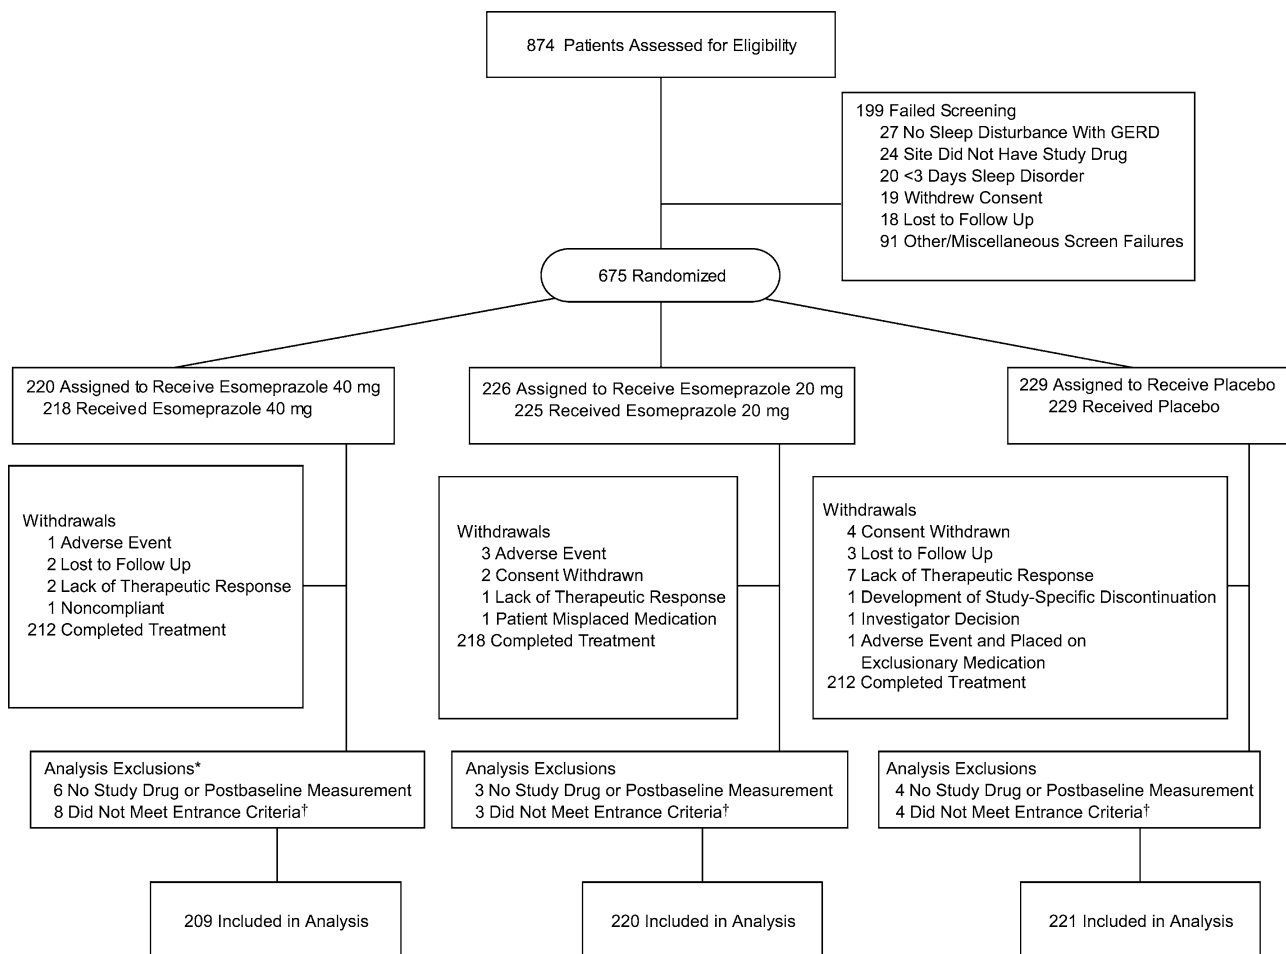 874 Patients Assessed for Eligibility
199 Failed Screening
27 No Sleep Disturbance With GERD
24 Site Did Not Have Study Drug
20 <3 Days Sleep Disorder
19 Withdrew Consent
18 Lost to Follow Up
91 Other/Miscellaneous Screen Failures
675 Randomized
220 Assigned to Receive Esomeprazole 40 mg
218 Received Esomeprazole 40 mg
226 Assigned to Receive Esomeprazole 20 mg
225 Received Esomeprazole 20 mg
229 Assigned to Receive Placebo
229 Received Placebo
Withdrawals
1 Adverse Event
2 Lost to Follow Up
2 Lack of Therapeutic Response
1 Noncompliant
212 Completed Treatment
Withdrawals
3 Adverse Event
2 Consent Withdrawn
1 Lack of Therapeutic Response
1 Patient Misplaced Medication
218 Completed Treatment
Withdrawals
4 Consent Withdrawn
3 Lost to Follow Up
7 Lack of Therapeutic Response
1 Development of Study-Specific Discontinuation
1 Investigator Decision
1 Adverse Event and Placed on
Exclusionary Medication
212 Completed Treatment
Analysis Exclusions*
6 No Study Drug or Postbaseline Measurement
8 Did Not Meet Entrance Criteria†
Analysis Exclusions
3 No Study Drug or Postbaseline Measurement
3 Did Not Meet Entrance Criteria†
Analysis Exclusions
4 No Study Drug or Postbaseline Measurement
4 Did Not Meet Entrance Criteria†
209 Included in Analysis
220 Included in Analysis
221 Included in Analysis